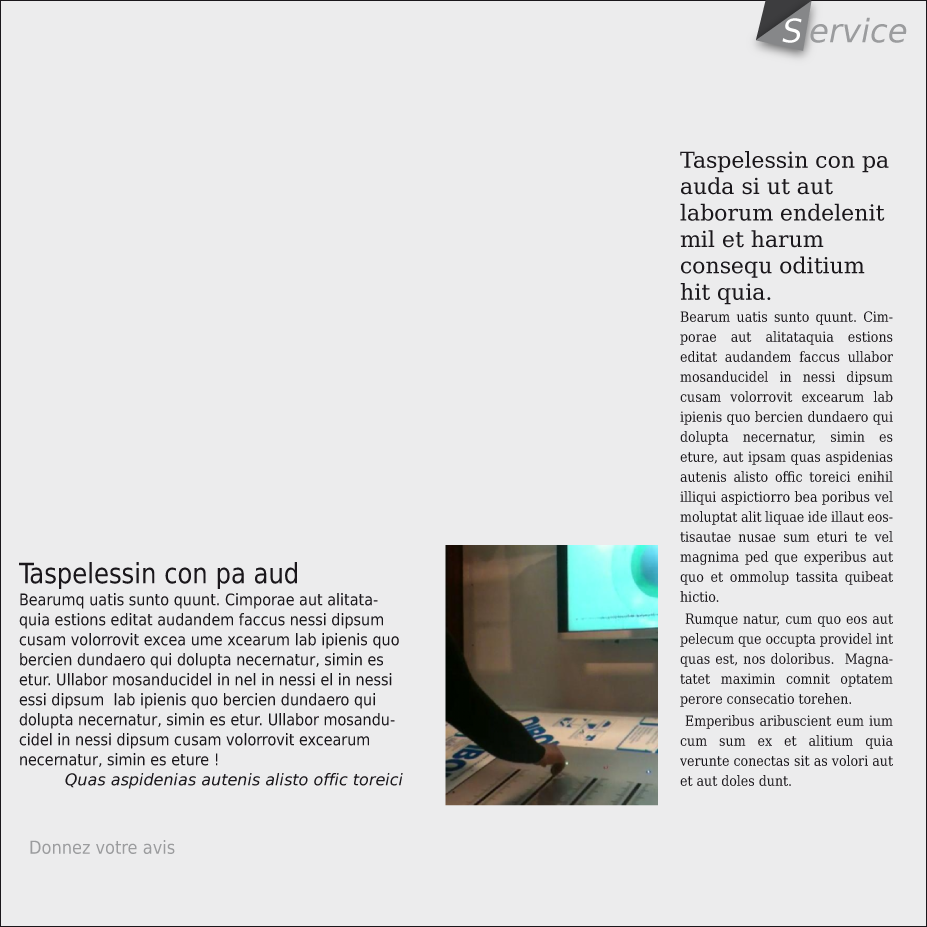 Service
Taspelessin con pa
auda si ut aut
laborum endelenit
mil et harum
consequ oditium
hit quia.
Bearum uatis sunto quunt. Cim-
porae aut alitataquia estions
editat audandem faccus ullabor
mosanducidel in nessi dipsum
cusam volorrovit excearum lab
ipienis quo bercien dundaero qui
dolupta necernatur, simin es
eture, aut ipsam quas aspidenias
autenis alisto offic toreici enihil
illiqui aspictiorro bea poribus vel
moluptat alit liquae ide illaut eos-
tisautae nusae sum eturi te vel
magnima ped que experibus aut
quo et ommolup tassita quibeat
hictio.
Rumque natur, cum quo eos aut
pelecum que occupta providel int
quas est, nos doloribus. Magna-
tatet maximin comnit optatem
perore consecatio torehen.
Emperibus aribuscient eum ium
cum sum ex et alitium quia
verunte conectas sit as volori aut
et aut doles dunt.
Taspelessin con pa aud
Bearumq uatis sunto quunt. Cimporae aut alitata-
quia estions editat audandem faccus nessi dipsum
cusam volorrovit excea ume xcearum lab ipienis quo
bercien dundaero qui dolupta necernatur, simin es
etur. Ullabor mosanducidel in nel in nessi el in nessi
essi dipsum lab ipienis quo bercien dundaero qui
dolupta necernatur, simin es etur. Ullabor mosandu-
cidel in nessi dipsum cusam volorrovit excearum
necernatur, simin es eture !
Quas aspidenias autenis alisto offic toreici
Donnez votre avis